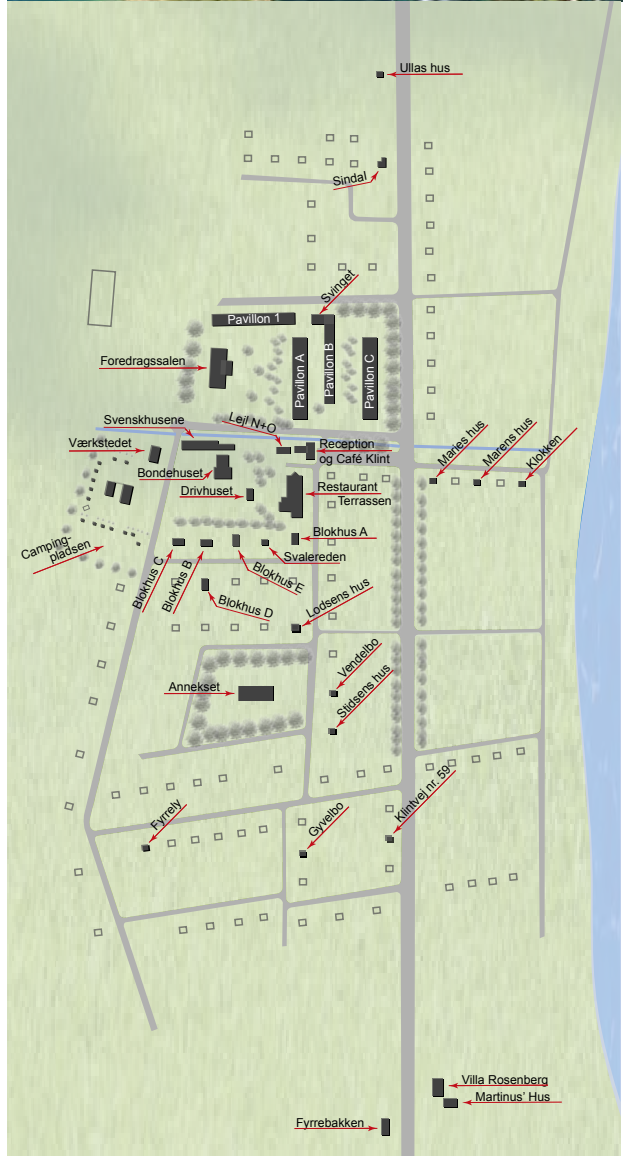 Ullas hus
Sindal
Svinget
Pavillon 1
Foredragssalen
Pavillon A
Pavillon B
Pavillon C
Svenskhusene
Lejl N+O
Værkstedet
Reception
og Café Klint
Maries hus
Marens hus
Klokken
Bondehuset
Drivhuset
Restaurant
Terrassen
Camping-
pladsen
Blokhus A
Svalereden
Blokhus C
Blokhus B
Blokhus E
Blokhus D
Lodsens hus
Vendelbo
Annekset
Stidsens hus
Klintvej nr. 59
Fyrrely
Gyvelbo
Villa Rosenberg
Martinus' Hus
Fyrrebakken